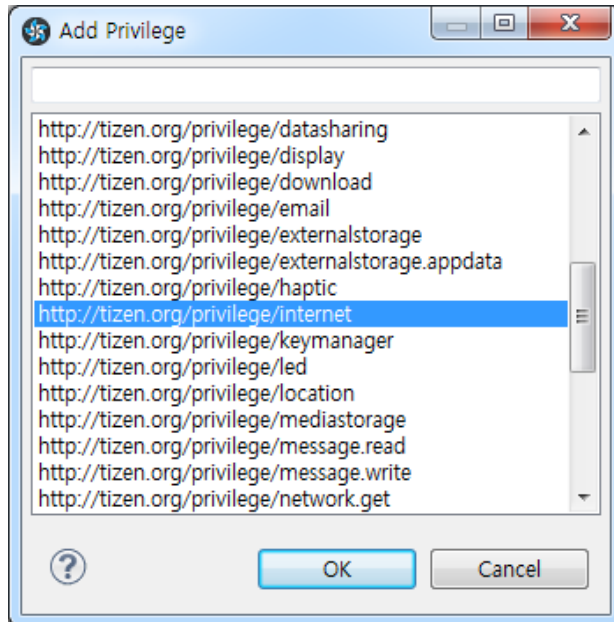 Add Privilege
http://tizen.org/privilege/datasharing
http://tizen.org/privilege/display
http://tizen.org/privilege/download
http://tizen.org/privilege/email
http://tizen.org/privilege/externalstorage
http://tizen.org/privilege/externalstorage.appdata
http://tizen.org/privilege/haptic
http://tizen.org/privilege/internet
http://tizen.org/privilege/keymanager
http://tizen.org/privilege/led
http://tizen.org/privilege/location
http://tizen.org/privilege/mediastorage
http://tizen.org/privilege/message.read
http://tizen.org/privilege/message.write
http://tizen.org/privilege/network.get
? OK Cancel